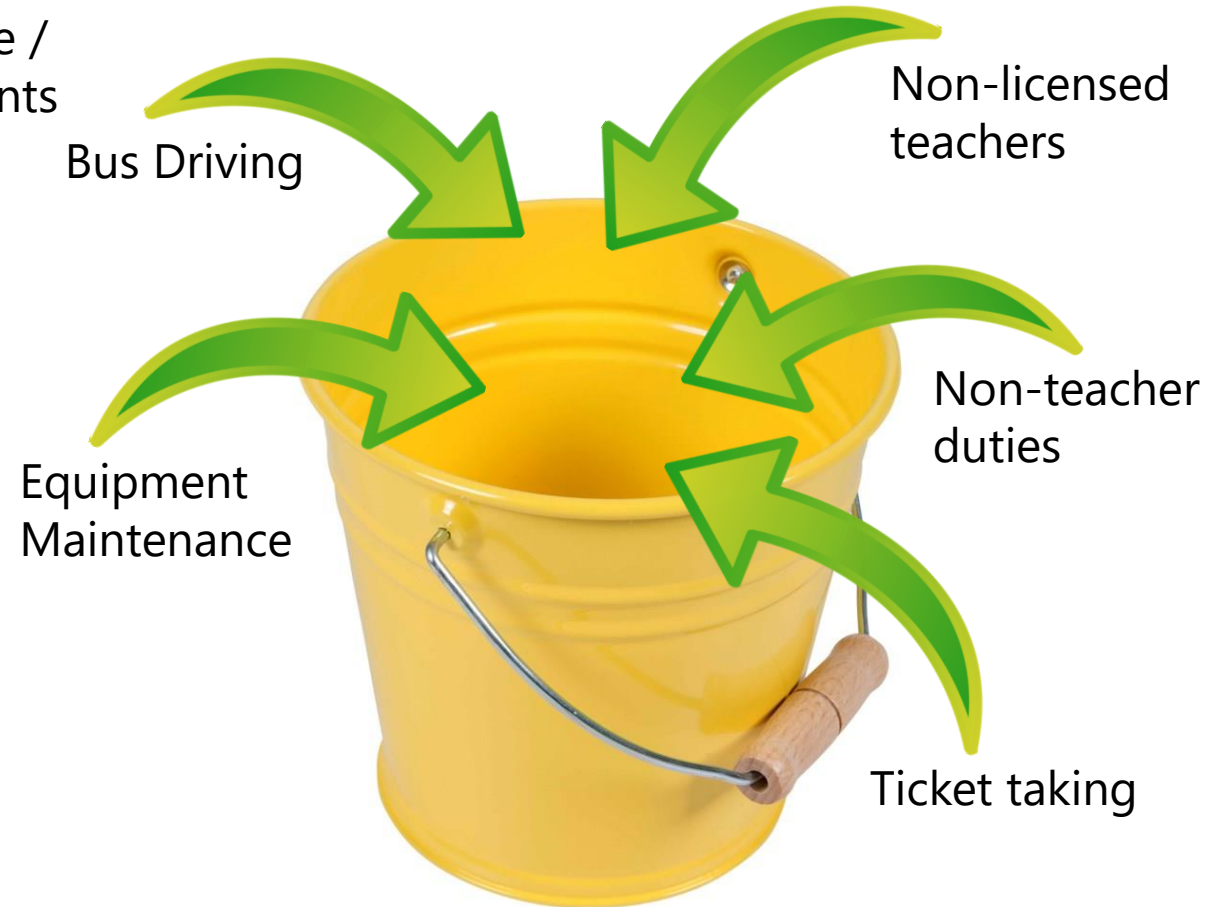 /
Bus Driving
Non-licensed
teachers
Non-teacher
duties
Equipment
Maintenance
Ticket taking